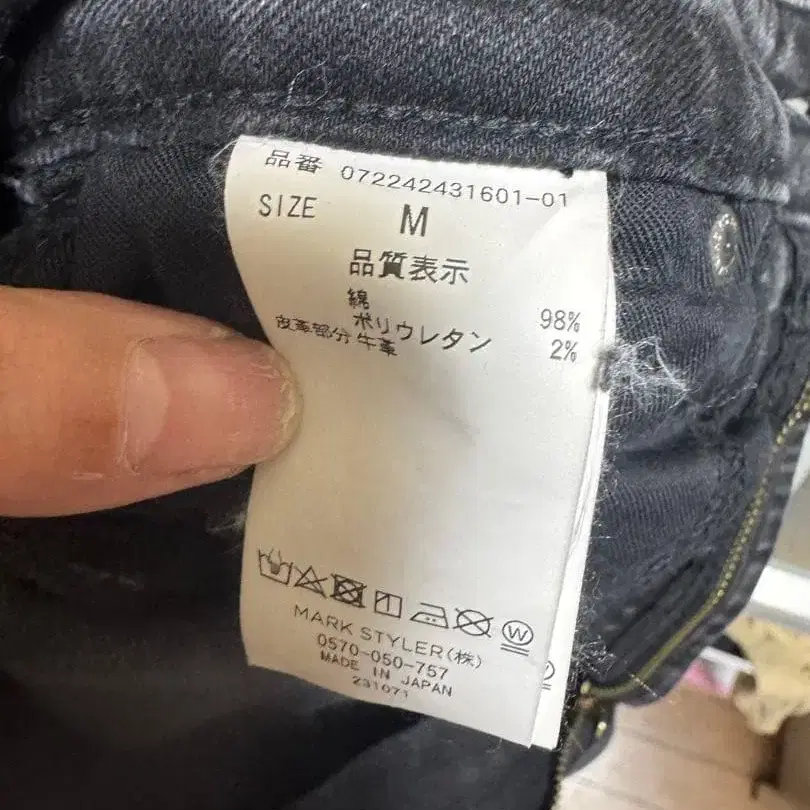 品番 072242431601-01
SIZE M
品質表示
綿 98%
ポリウレタン 2%
皮革部分 牛革
W
MARK STYLER(株)
0570-050-757
MADE IN JAPAN
231071